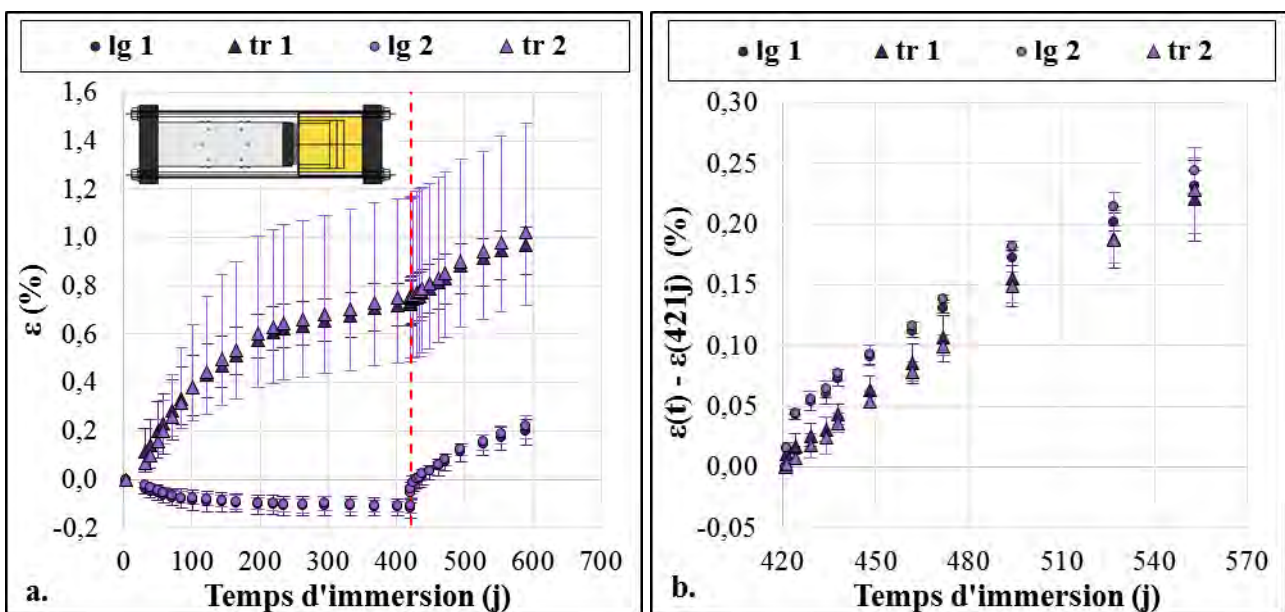 lg 1 tr 1 lg 2 tr 2
1,6
1,4
1,2
1,0
0,8
0,6
0,4
0,2
0,0
-0,2
ε (%)
0 100 200 300 400 500 600 700
a. Temps d'immersion (j)
lg 1 tr 1 lg 2 tr 2
0,30
0,25
0,20
0,15
0,10
0,05
0,00
-0,05
ε(t) - ε(421j) (%)
420 450 480 510 540 570
b. Temps d'immersion (j)